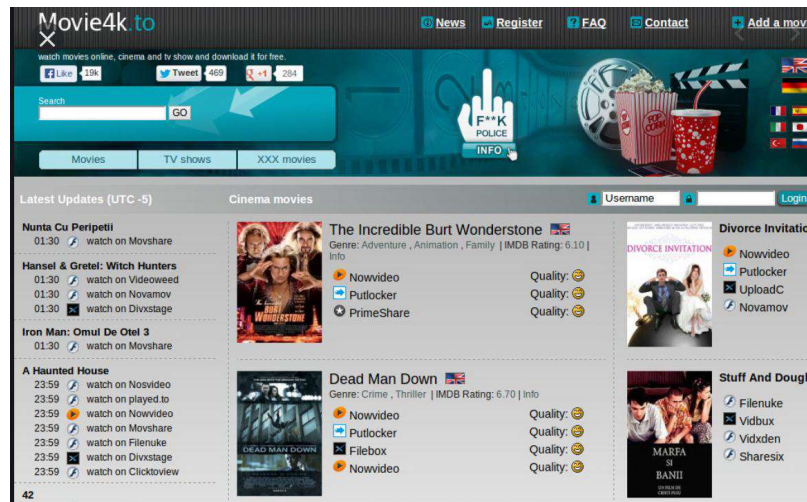 Movie4k.to
News
Register
FAQ
Contact
Add a mov
watch movies online, cinema and tv show and download it for free.
Like 19k
Tweet 469
+1 284
Search
GO
F**K
POLICE
INFO
POP
CORN
Movies
TV shows
XXX movies
Latest Updates (UTC -5)
Cinema movies
Username
Login
Nunta Cu Peripetii
01:30 watch on Movshare
Hansel & Gretel: Witch Hunters
01:30 watch on Videoweed
01:30 watch on Novamov
01:30 watch on Divxstage
Iron Man: Omul De Otel 3
01:30 watch on Movshare
A Haunted House
23:59 watch on Nosvideo
23:59 watch on played.to
23:59 watch on Nowvideo
23:59 watch on Movshare
23:59 watch on Filenuke
23:59 watch on Divxstage
23:59 watch on Clicktoview
42
BURT
WONDERSTONE
The Incredible Burt Wonderstone
Genre: Adventure , Animation , Family | IMDB Rating: 6.10 |
Info
Nowvideo Quality:
Putlocker Quality:
PrimeShare Quality:
DEAD MAN DOWN
Dead Man Down
Genre: Crime , Thriller | IMDB Rating: 6.70 | Info
Nowvideo Quality:
Putlocker Quality:
Filebox Quality:
Nowvideo Quality:
DIVORCE INVITATION
Divorce Invitatio
Nowvideo
Putlocker
UploadC
Novamov
MARFA
SI
BANII
Stuff And Dough
Filenuke
Vidbux
Vidxden
Sharesix